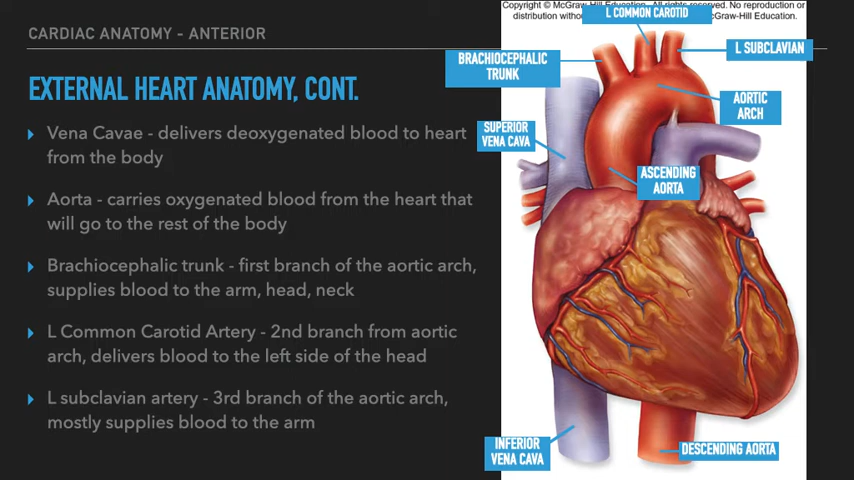 Copyright © McGraw-Hill Educa
s required for reproduction or
distribution witho
cGraw-Hill Education.
L COMMON CAROTID
CARDIAC ANATOMY - ANTERIOR
EXTERNAL HEART ANATOMY, CONT.
Vena Cavae - delivers deoxygenated blood to heart
from the body
Aorta - carries oxygenated blood from the heart that
will go to the rest of the body
Brachiocephalic trunk - first branch of the aortic arch,
supplies blood to the arm, head, neck
L Common Carotid Artery - 2nd branch from aortic
arch, delivers blood to the left side of the head
L subclavian artery - 3rd branch of the aortic arch,
mostly supplies blood to the arm
L SUBCLAVIAN
BRACHIOCEPHALIC
TRUNK
AORTIC
ARCH
SUPERIOR
VENA CAVA
ASCENDING
AORTA
INFERIOR
VENA CAVA
DESCENDING AORTA